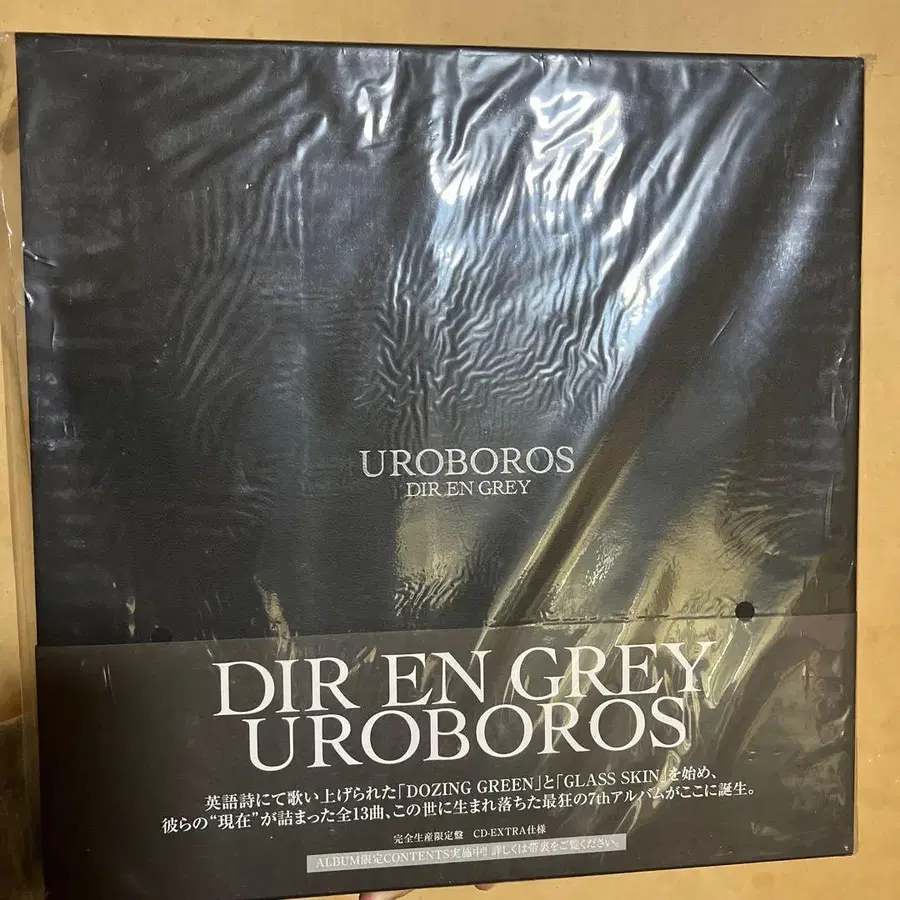 UROBOROS
DIR EN GREY
DIR EN GREY
UROBOROS
英語詩にて歌い上げられた「DOZING GREEN」と「GLASS SKIN」を始め、
彼らの“現在”が詰まった全13曲、この世に生まれ落ちた最狂の7thアルバムがここに誕生。
完全生産限定盤 CD-EXTRA仕様
ALBUM限定CONTENTS実施中!! 詳しくは帯裏をご覧ください。